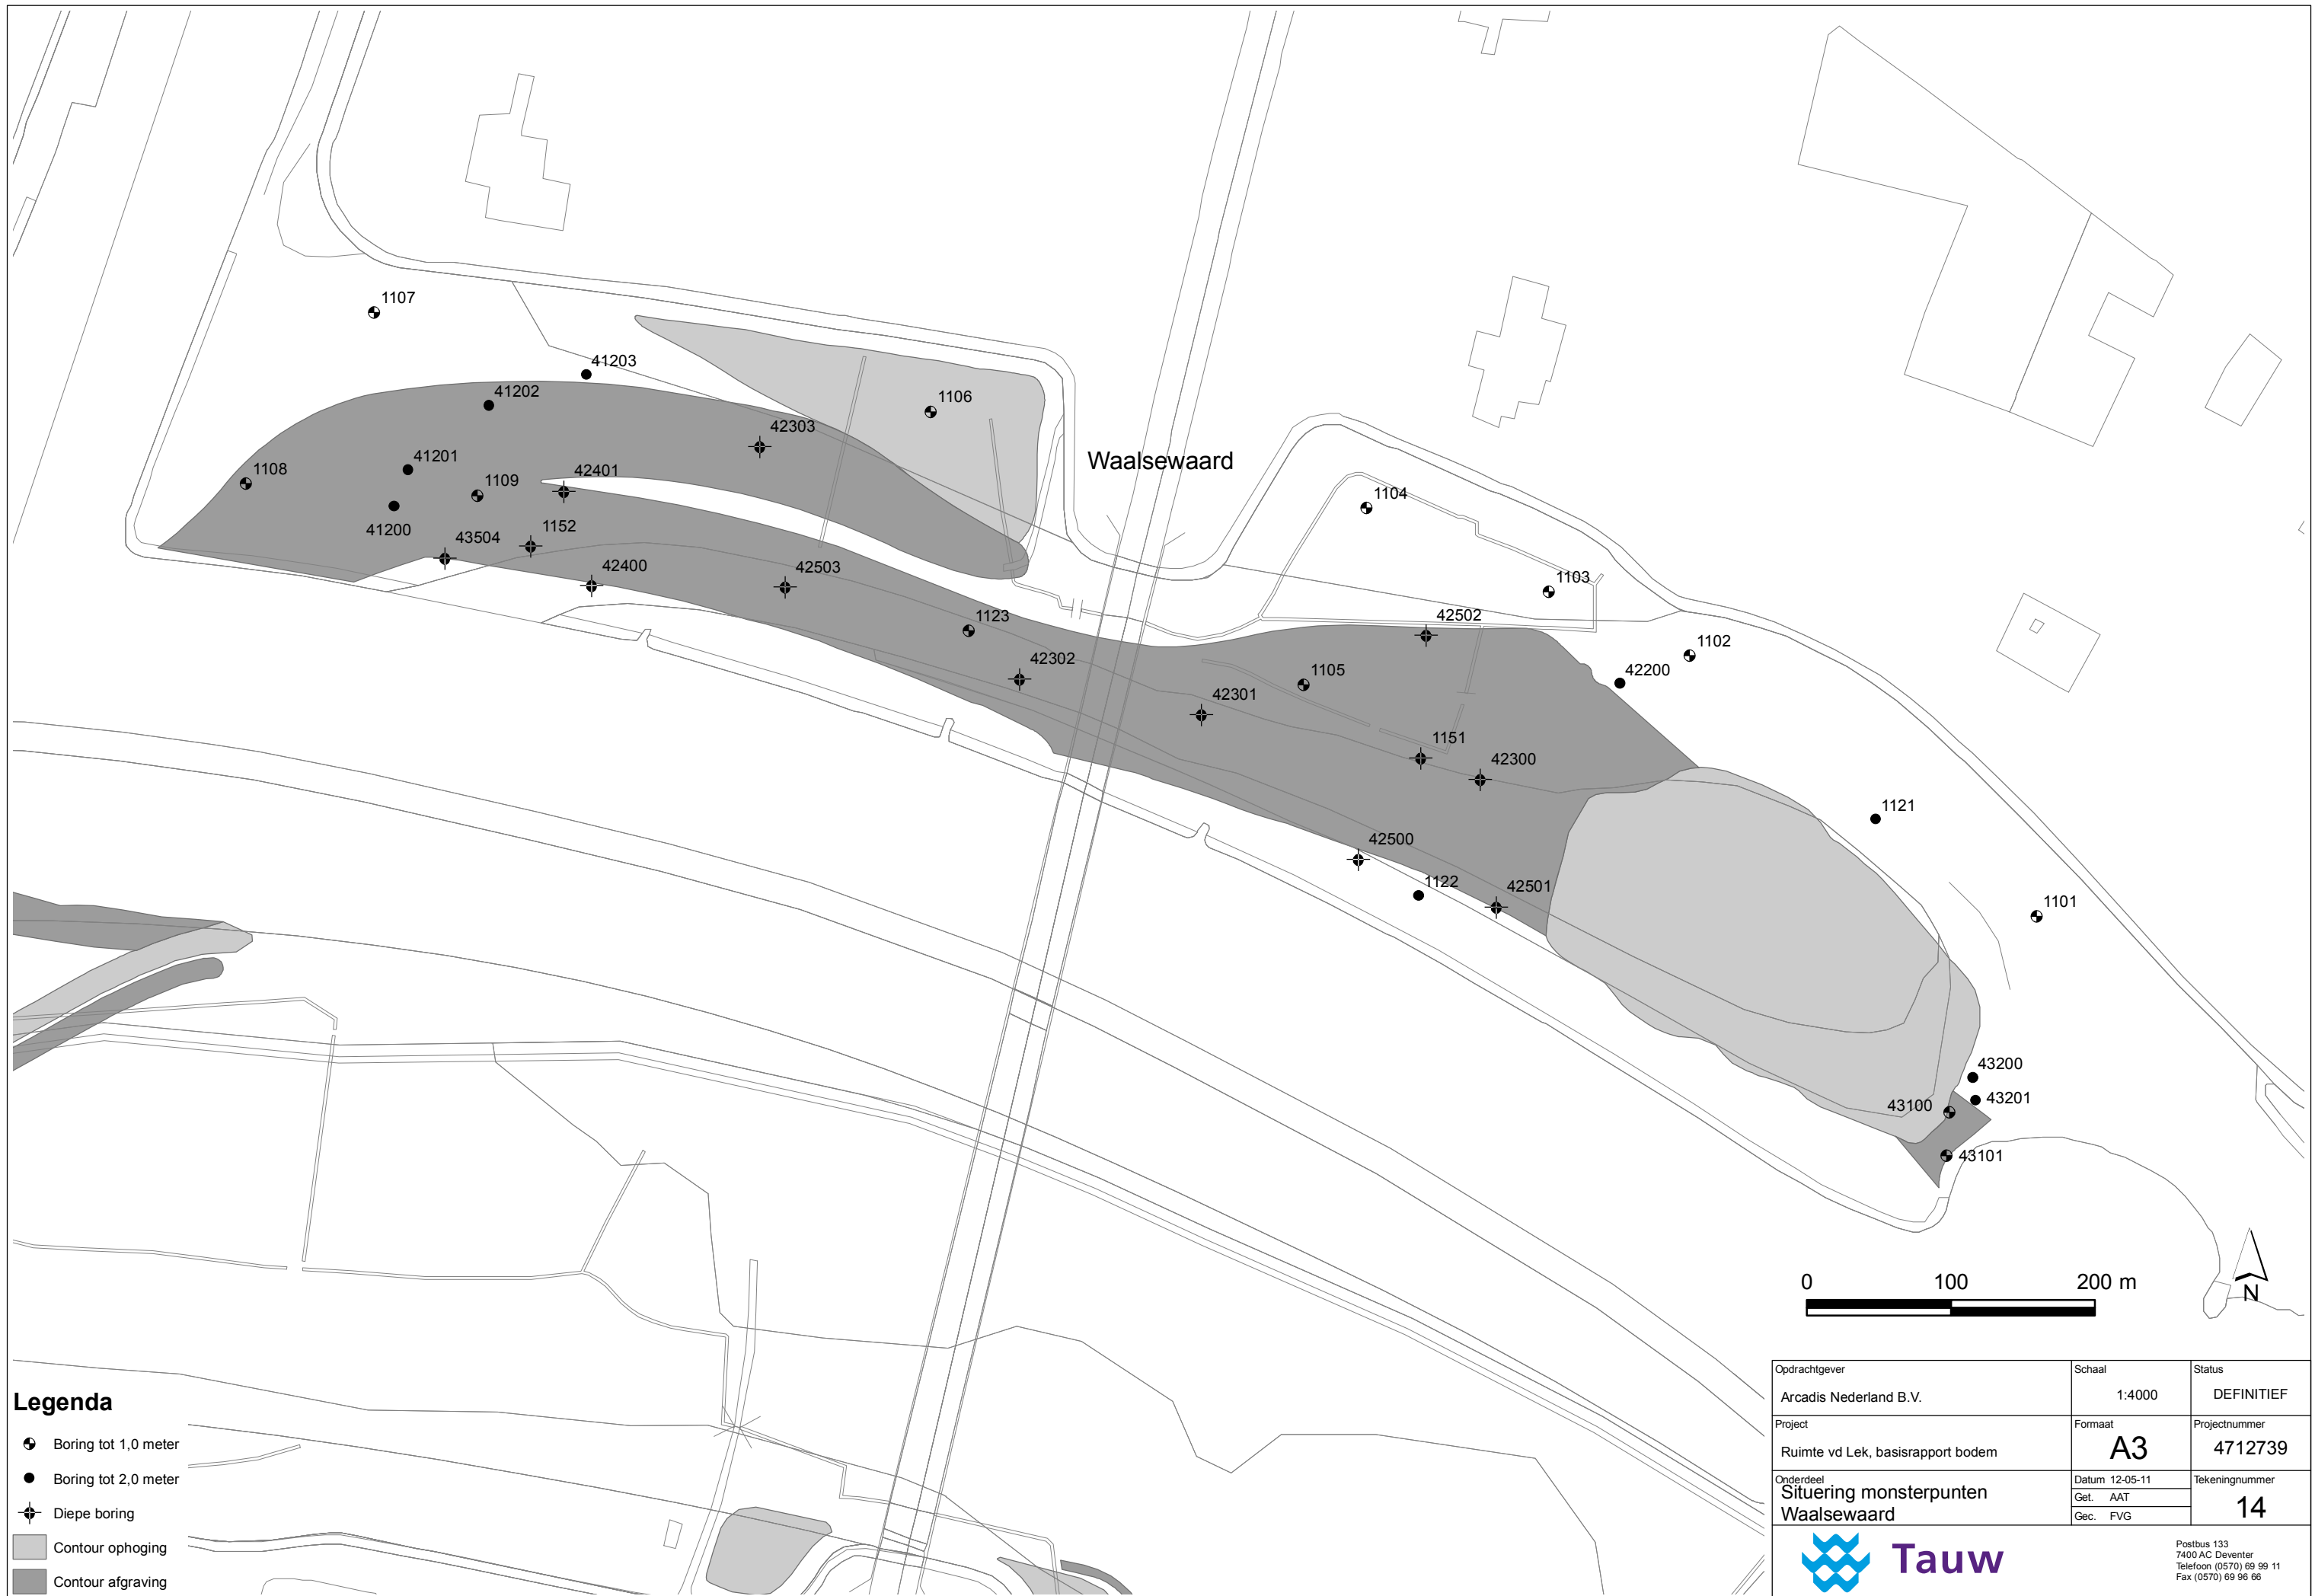 1107
41203
41202
1106
42303
Waalsewaard
41201
1108
42401
1109
1104
41200
1152
43504
42400
42503
1103
1123
42502
1102
42302
1105
42200
42301
1151
42300
1121
42500
1122
42501
1101
43200
43201
43100
43101
0 100 200 m
N
Legenda
Boring tot 1,0 meter
Boring tot 2,0 meter
Diepe boring
Contour ophoging
Contour afgraving
Opdrachtgever
Arcadis Nederland B.V.
Schaal
1:4000
Status
DEFINITIEF
Project
Ruimte vd Lek, basisrapport bodem
Formaat
A3
Projectnummer
4712739
Onderdeel
Situering monsterpunten
Waalsewaard
Datum 12-05-11
Get. AAT
Gec. FVG
Tekeningnummer
14
Tauw
Postbus 133
7400 AC Deventer
Telefoon (0570) 69 99 11
Fax (0570) 69 96 66